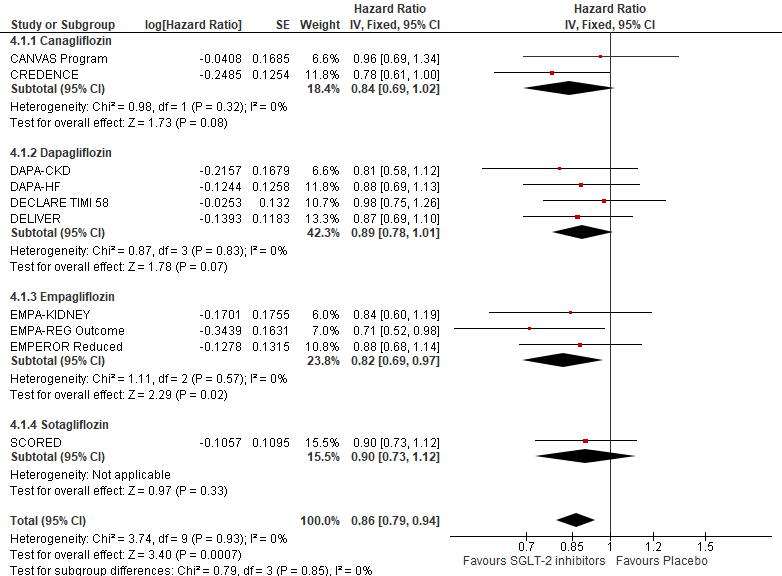 Hazard Ratio Hazard Ratio
Study or Subgroup log[Hazard Ratio] SE Weight IV, Fixed, 95% CI IV, Fixed, 95% CI
4.1.1 Canagliflozin
CANVAS Program -0.0408 0.1685 6.6% 0.96 [0.69, 1.34]
CREDENCE -0.2485 0.1254 11.8% 0.78 [0.61, 1.00]
Subtotal (95% CI) 18.4% 0.84 [0.69, 1.02]
Heterogeneity: Chi² = 0.98, df = 1 (P = 0.32); I² = 0%
Test for overall effect: Z = 1.73 (P = 0.08)
4.1.2 Dapagliflozin
DAPA-CKD -0.2157 0.1679 6.6% 0.81 [0.58, 1.12]
DAPA-HF -0.1244 0.1258 11.8% 0.88 [0.69, 1.13]
DECLARE TIMI 58 -0.0253 0.132 10.7% 0.98 [0.75, 1.26]
DELIVER -0.1393 0.1183 13.3% 0.87 [0.69, 1.10]
Subtotal (95% CI) 42.3% 0.89 [0.78, 1.01]
Heterogeneity: Chi² = 0.87, df = 3 (P = 0.83); I² = 0%
Test for overall effect: Z = 1.78 (P = 0.07)
4.1.3 Empagliflozin
EMPA-KIDNEY -0.1701 0.1755 6.0% 0.84 [0.60, 1.19]
EMPA-REG Outcome -0.3439 0.1631 7.0% 0.71 [0.52, 0.98]
EMPEROR Reduced -0.1278 0.1315 10.8% 0.88 [0.68, 1.14]
Subtotal (95% CI) 23.8% 0.82 [0.69, 0.97]
Heterogeneity: Chi² = 1.11, df = 2 (P = 0.57); I² = 0%
Test for overall effect: Z = 2.29 (P = 0.02)
4.1.4 Sotagliflozin
SCORED -0.1057 0.1095 15.5% 0.90 [0.73, 1.12]
Subtotal (95% CI) 15.5% 0.90 [0.73, 1.12]
Heterogeneity: Not applicable
Test for overall effect: Z = 0.97 (P = 0.33)
Total (95% CI) 100.0% 0.86 [0.79, 0.94]
Heterogeneity: Chi² = 3.74, df = 9 (P = 0.93); I² = 0%
Test for overall effect: Z = 3.40 (P = 0.0007)
Test for subgroup differences: Chi² = 0.79, df = 3 (P = 0.85), I² = 0%
0.7 0.85 1 1.2 1.5
Favours SGLT-2 inhibitors Favours Placebo